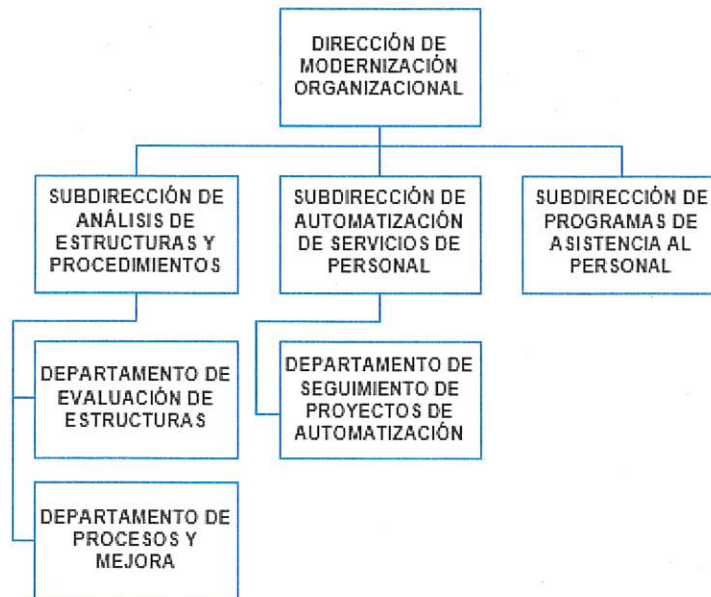 DIRECCIÓN DE
MODERNIZACIÓN
ORGANIZACIONAL
SUBDIRECCIÓN DE
ANÁLISIS DE
ESTRUCTURAS Y
PROCEDIMIENTOS
SUBDIRECCIÓN DE
AUTOMATIZACIÓN
DE SERVICIOS DE
PERSONAL
SUBDIRECCIÓN DE
PROGRAMAS DE
ASISTENCIA AL
PERSONAL
DEPARTAMENTO DE
EVALUACIÓN DE
ESTRUCTURAS
DEPARTAMENTO DE
SEGUIMIENTO DE
PROYECTOS DE
AUTOMATIZACIÓN
DEPARTAMENTO DE
PROCESOS Y
MEJORA